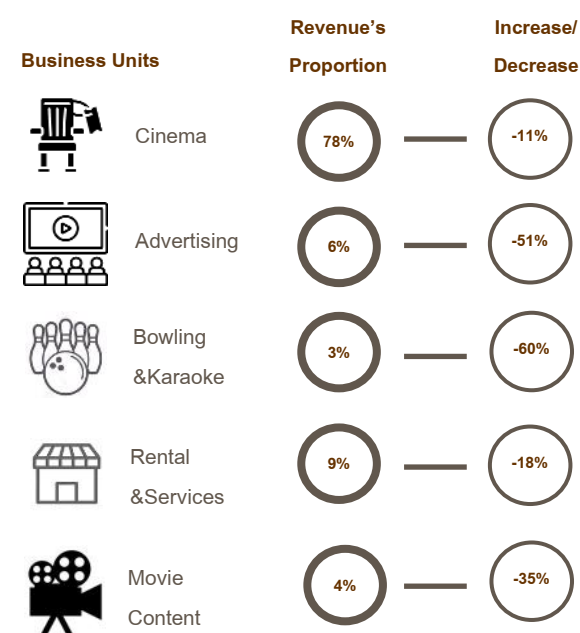 Revenue's Increase/
Business Units Proportion Decrease
Cinema 78% -11%
Advertising 6% -51%
Bowling
&Karaoke 3% -60%
Rental
&Services 9% -18%
Movie
Content 4% -35%